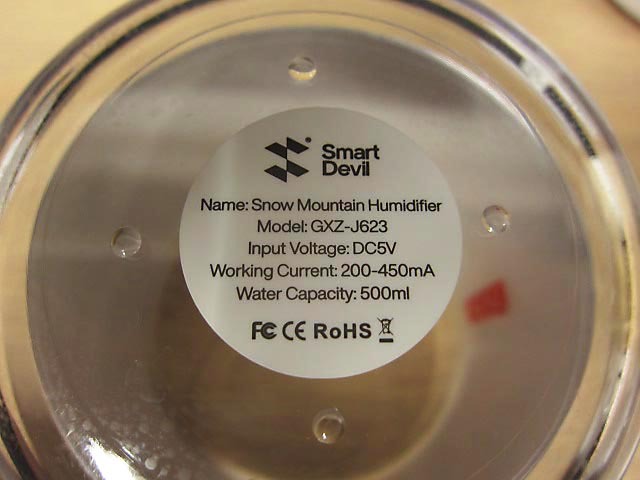 Smart
Devil
Name: Snow Mountain Humidifier
Model: GXZ-J623
Input Voltage: DC5V
Working Current: 200-450mA
Water Capacity: 500ml
FC CE RoHS